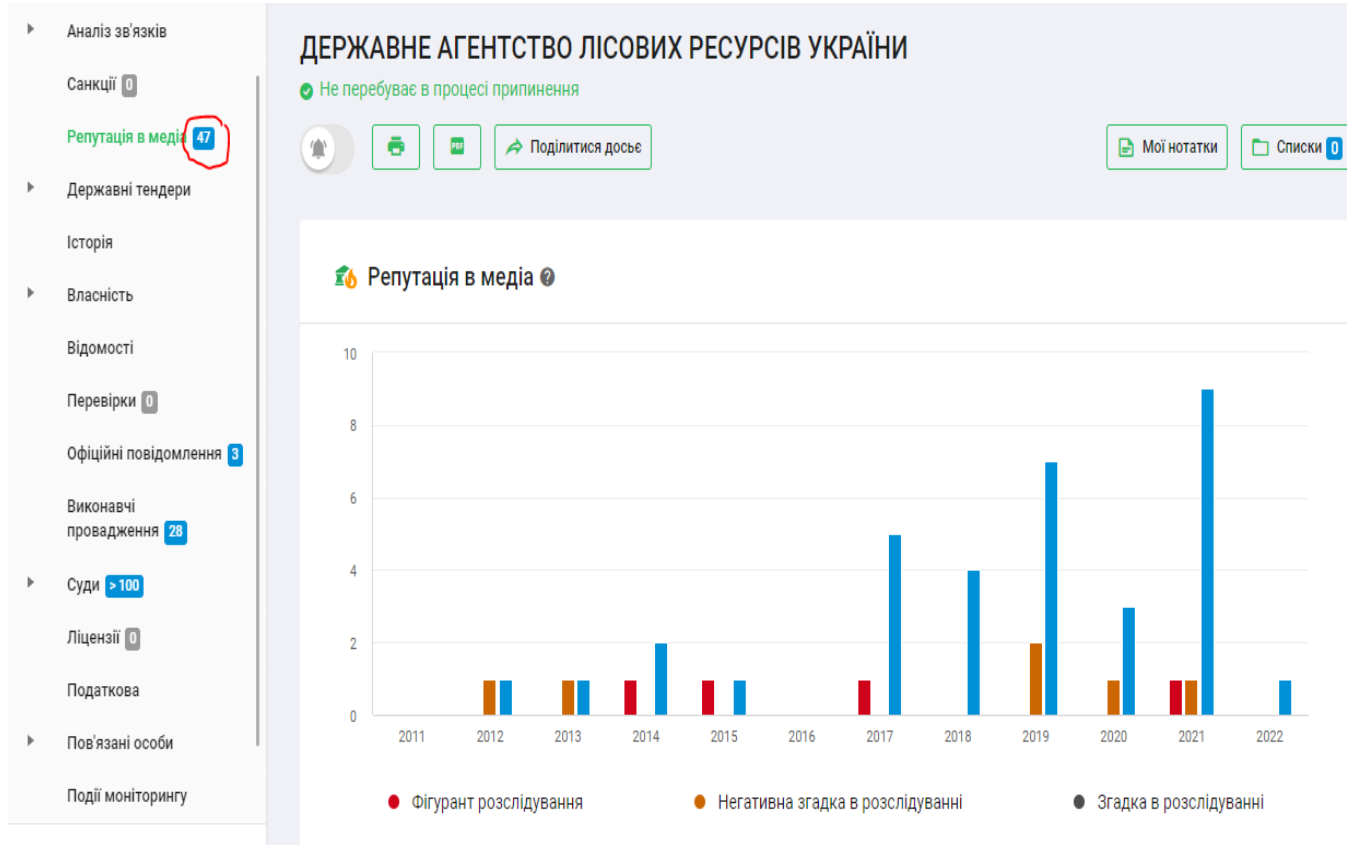 Аналіз зв'язків
Санкції 0
Репутація в медіа 47
Державні тендери
Історія
Власність
Відомості
Перевірки 0
Офіційні повідомлення 3
Виконавчі
провадження 28
Суди > 100
Ліцензії 0
Податкова
Пов'язані особи
Події моніторингу
ДЕРЖАВНЕ АГЕНТСТВО ЛІСОВИХ РЕСУРСІВ УКРАЇНИ
Не перебуває в процесі припинення
PDF
Поділитися досьє
Мої нотатки
Списки 0
Репутація в медіа ?
10
8
6
4
2
0
2011 2012 2013 2014 2015 2016 2017 2018 2019 2020 2021 2022
Фігурант розслідування
Негативна згадка в розслідуванні
Згадка в розслідуванні